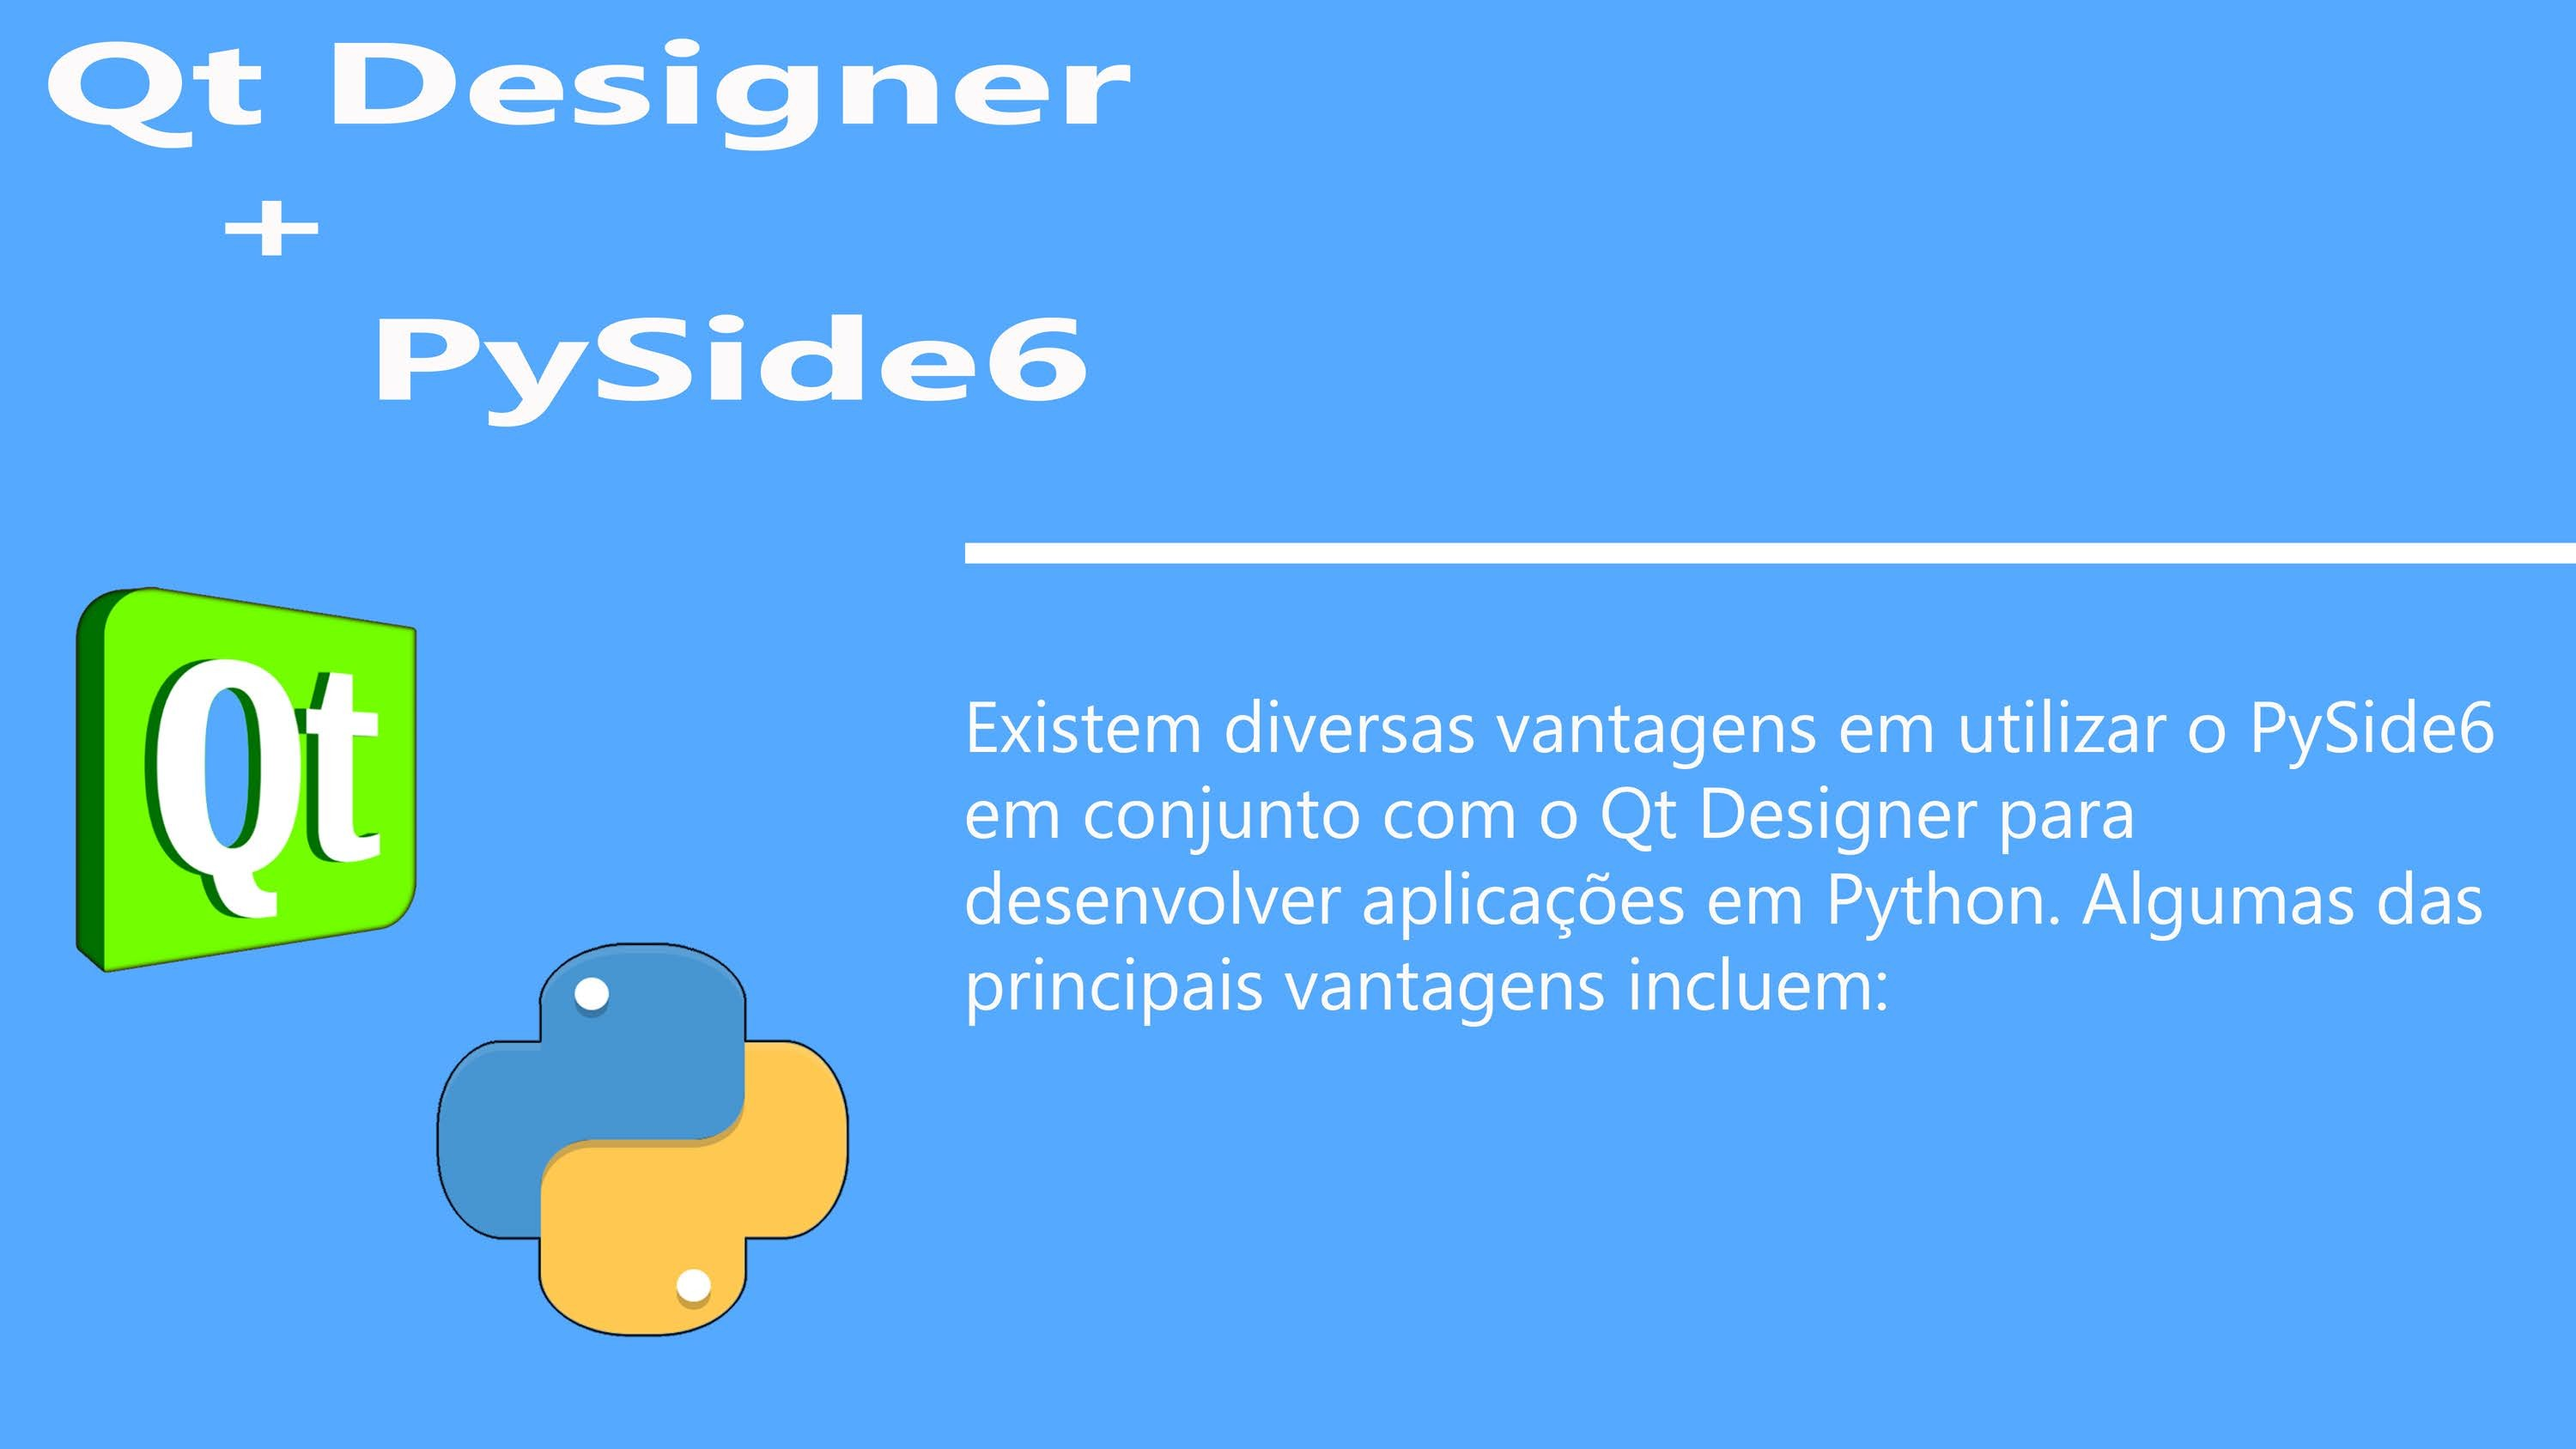 Qt Designer
+
PySide6
Qt
Existem diversas vantagens em utilizar o PySide6
em conjunto com o Qt Designer para
desenvolver aplicações em Python. Algumas das
principais vantagens incluem: